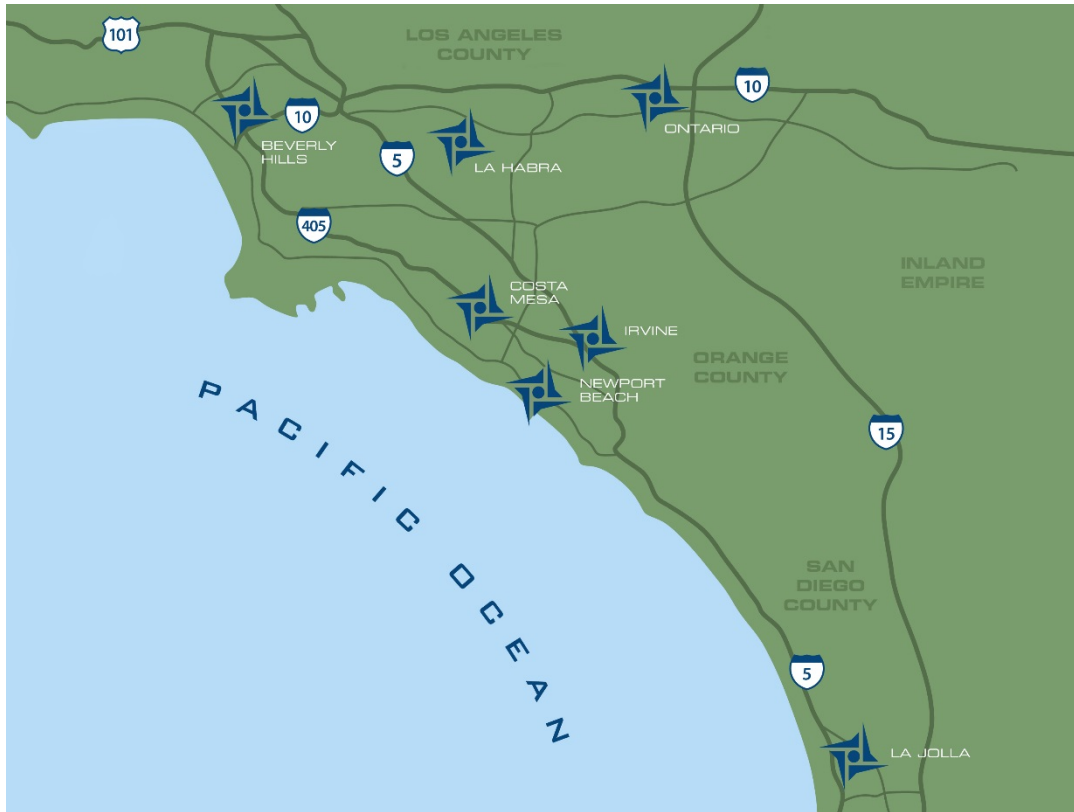 101
LOS ANGELES
COUNTY
10
10
BEVERLY
HILLS
5
LA HABRA
ONTARIO
405
INLAND
EMPIRE
COSTA
MESA
IRVINE
ORANGE
COUNTY
NEWPORT
BEACH
PACIFIC OCEAN
15
SAN
DIEGO
COUNTY
5
LA JOLLA